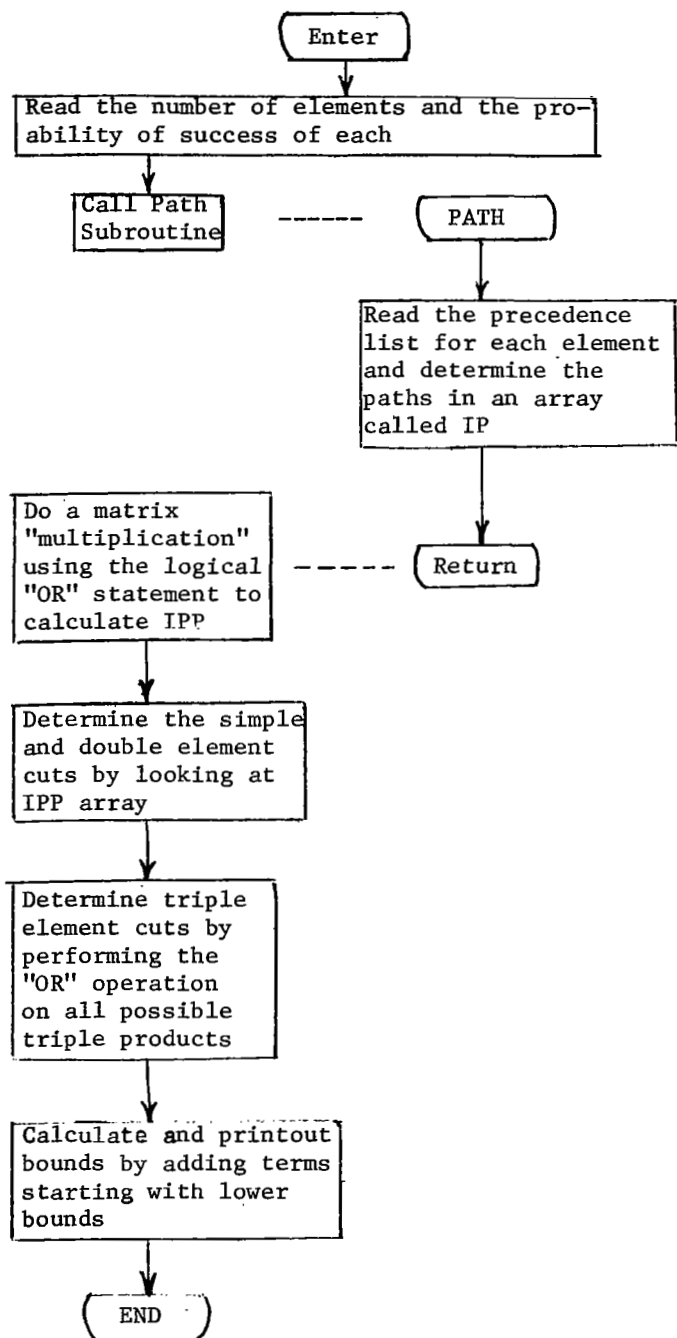 Enter
Read the number of elements and the pro-
ability of success of each
Call Path
Subroutine
PATH
Read the precedence
list for each element
and determine the
paths in an array
called IP
Return
Do a matrix
"multiplication"
using the logical
"OR" statement to
calculate IPP
Determine the simple
and double element
cuts by looking at
IPP array
Determine triple
element cuts by
performing the
"OR" operation
on all possible
triple products
Calculate and printout
bounds by adding terms
starting with lower
bounds
END